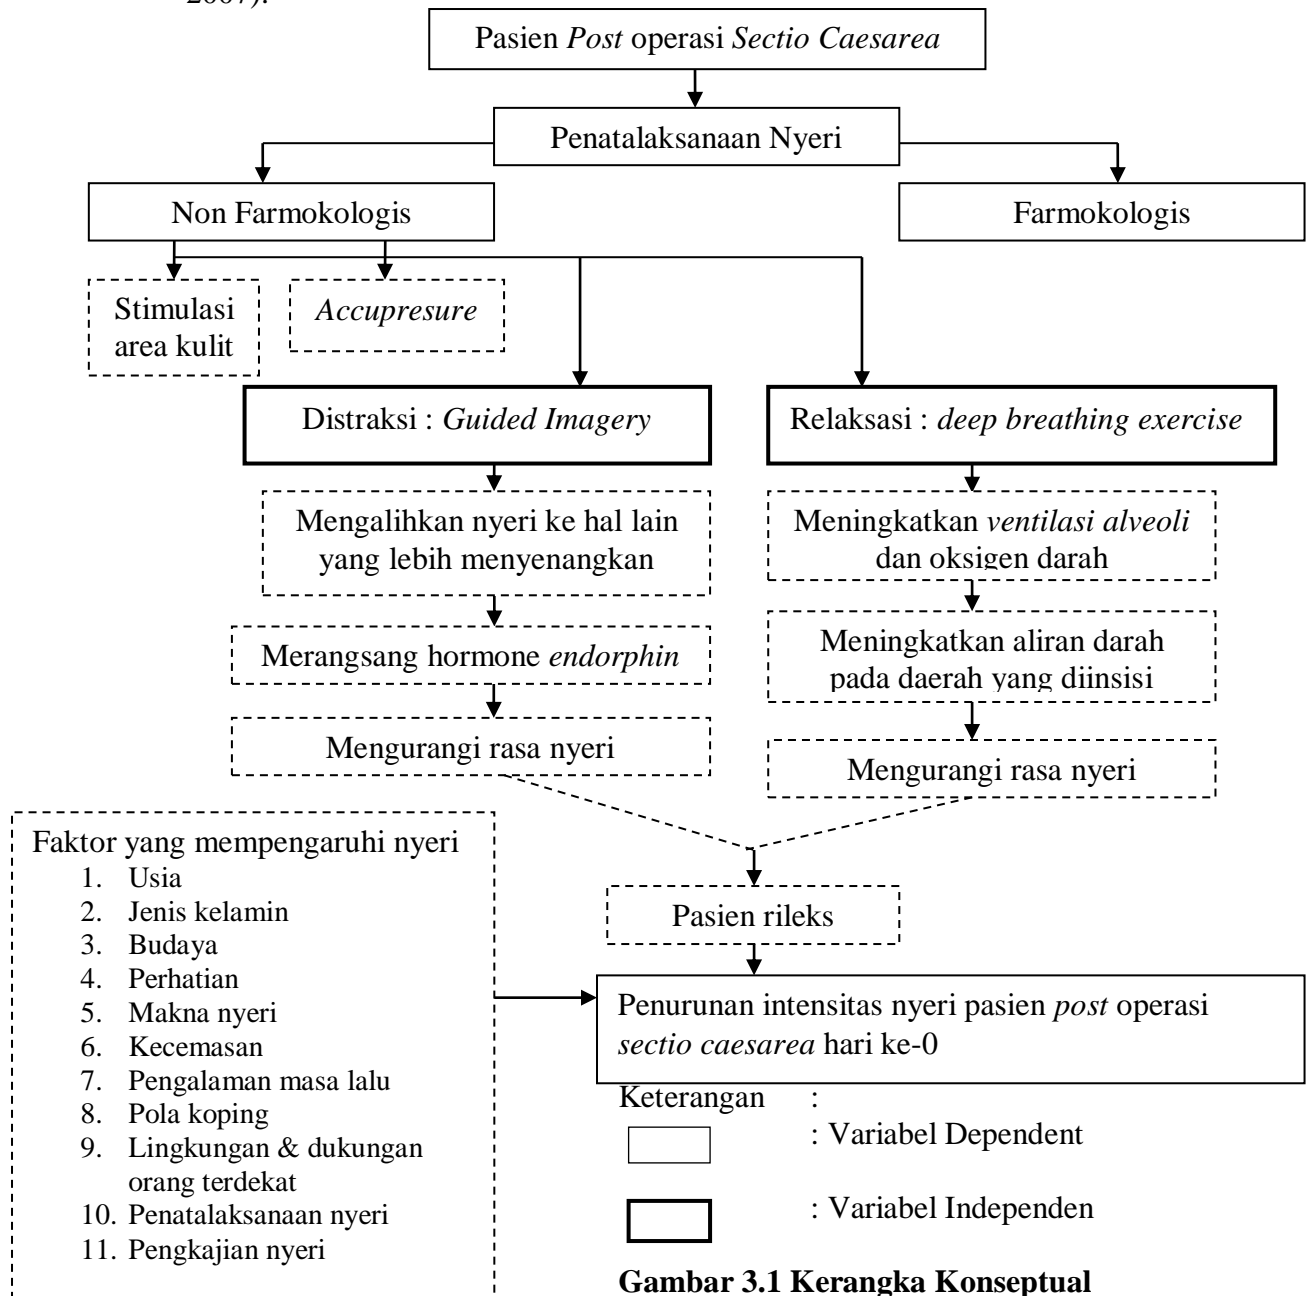 2007).
Pasien Post operasi Sectio Caesarea
Penatalaksanaan Nyeri
Non Farmokologis
Farmokologis
Stimulasi
area kulit
Accupresure
Distraksi : Guided Imagery
Relaksasi : deep breathing exercise
Mengalihkan nyeri ke hal lain
yang lebih menyenangkan
Meningkatkan ventilasi alveoli
dan oksigen darah
Merangsang hormone endorphin
Meningkatkan aliran darah
pada daerah yang diinsisi
Mengurangi rasa nyeri
Mengurangi rasa nyeri
Faktor yang mempengaruhi nyeri
1. Usia
2. Jenis kelamin
3. Budaya
4. Perhatian
5. Makna nyeri
6. Kecemasan
7. Pengalaman masa lalu
8. Pola koping
9. Lingkungan & dukungan
orang terdekat
10. Penatalaksanaan nyeri
11. Pengkajian nyeri
Pasien rileks
Penurunan intensitas nyeri pasien post operasi
sectio caesarea hari ke-0
Keterangan :
: Variabel Dependent
: Variabel Independen
Gambar 3.1 Kerangka Konseptual